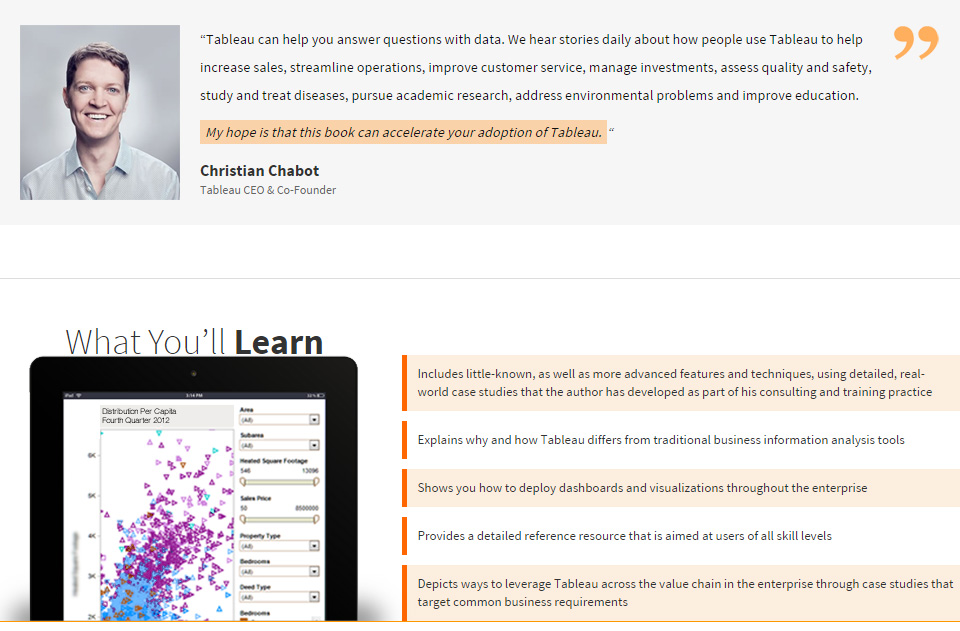 “Tableau can help you answer questions with data. We hear stories daily about how people use Tableau to help
increase sales, streamline operations, improve customer service, manage investments, assess quality and safety,
study and treat diseases, pursue academic research, address environmental problems and improve education.
My hope is that this book can accelerate your adoption of Tableau. “
Christian Chabot
Tableau CEO & Co-Founder
What You’ll Learn
iPad
3:14 PM
Distribution Per Capita
Fourth Quarter 2012
6K
5K
4K
3K
2K
Heated Square Footage
Area
(All)
Subarea
(All)
Heated Square Footage
546 13096
Sales Price
50 8500000
Property Type
(All)
Bedrooms
(All)
Deed Type
(All)
Bedrooms
Includes little-known, as well as more advanced features and techniques, using detailed, real-
world case studies that the author has developed as part of his consulting and training practice
Explains why and how Tableau differs from traditional business information analysis tools
Shows you how to deploy dashboards and visualizations throughout the enterprise
Provides a detailed reference resource that is aimed at users of all skill levels
Depicts ways to leverage Tableau across the value chain in the enterprise through case studies that
target common business requirements